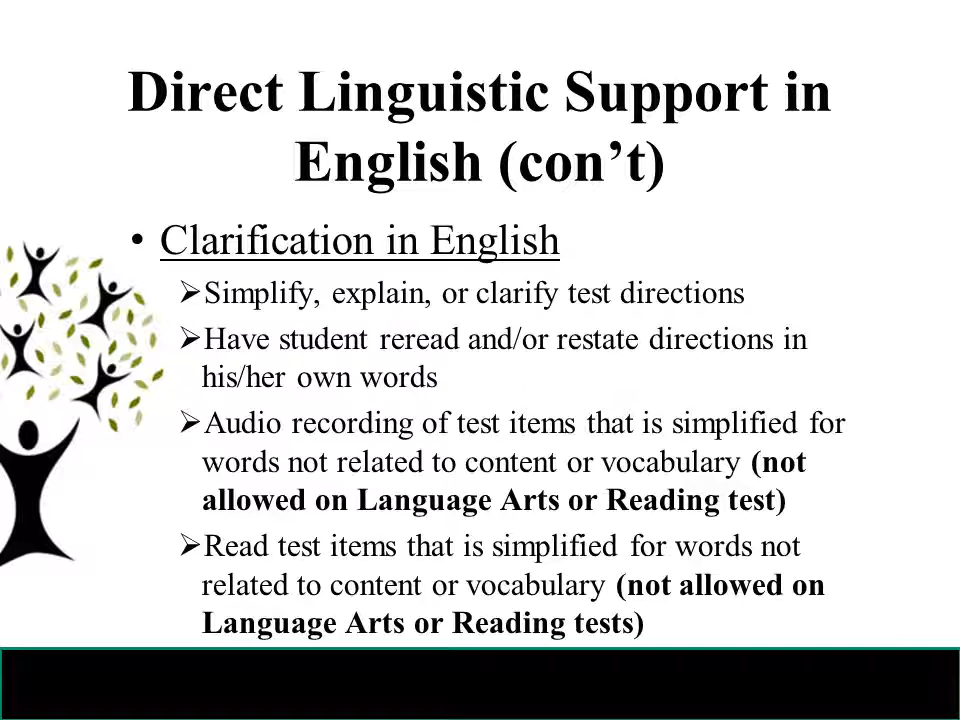 Direct Linguistic Support in
English (con’t)
• Clarification in English
➢Simplify, explain, or clarify test directions
➢Have student reread and/or restate directions in
his/her own words
➢Audio recording of test items that is simplified for
words not related to content or vocabulary (not
allowed on Language Arts or Reading test)
➢Read test items that is simplified for words not
related to content or vocabulary (not allowed on
Language Arts or Reading tests)